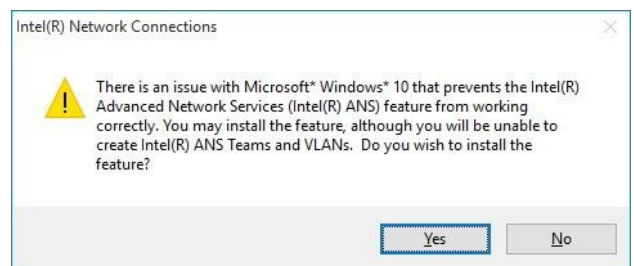 Intel(R) Network Connections
There is an issue with Microsoft* Windows* 10 that prevents the Intel(R)
Advanced Network Services (Intel(R) ANS) feature from working
correctly. You may install the feature, although you will be unable to
create Intel(R) ANS Teams and VLANs.  Do you wish to install the
feature?
Yes
No